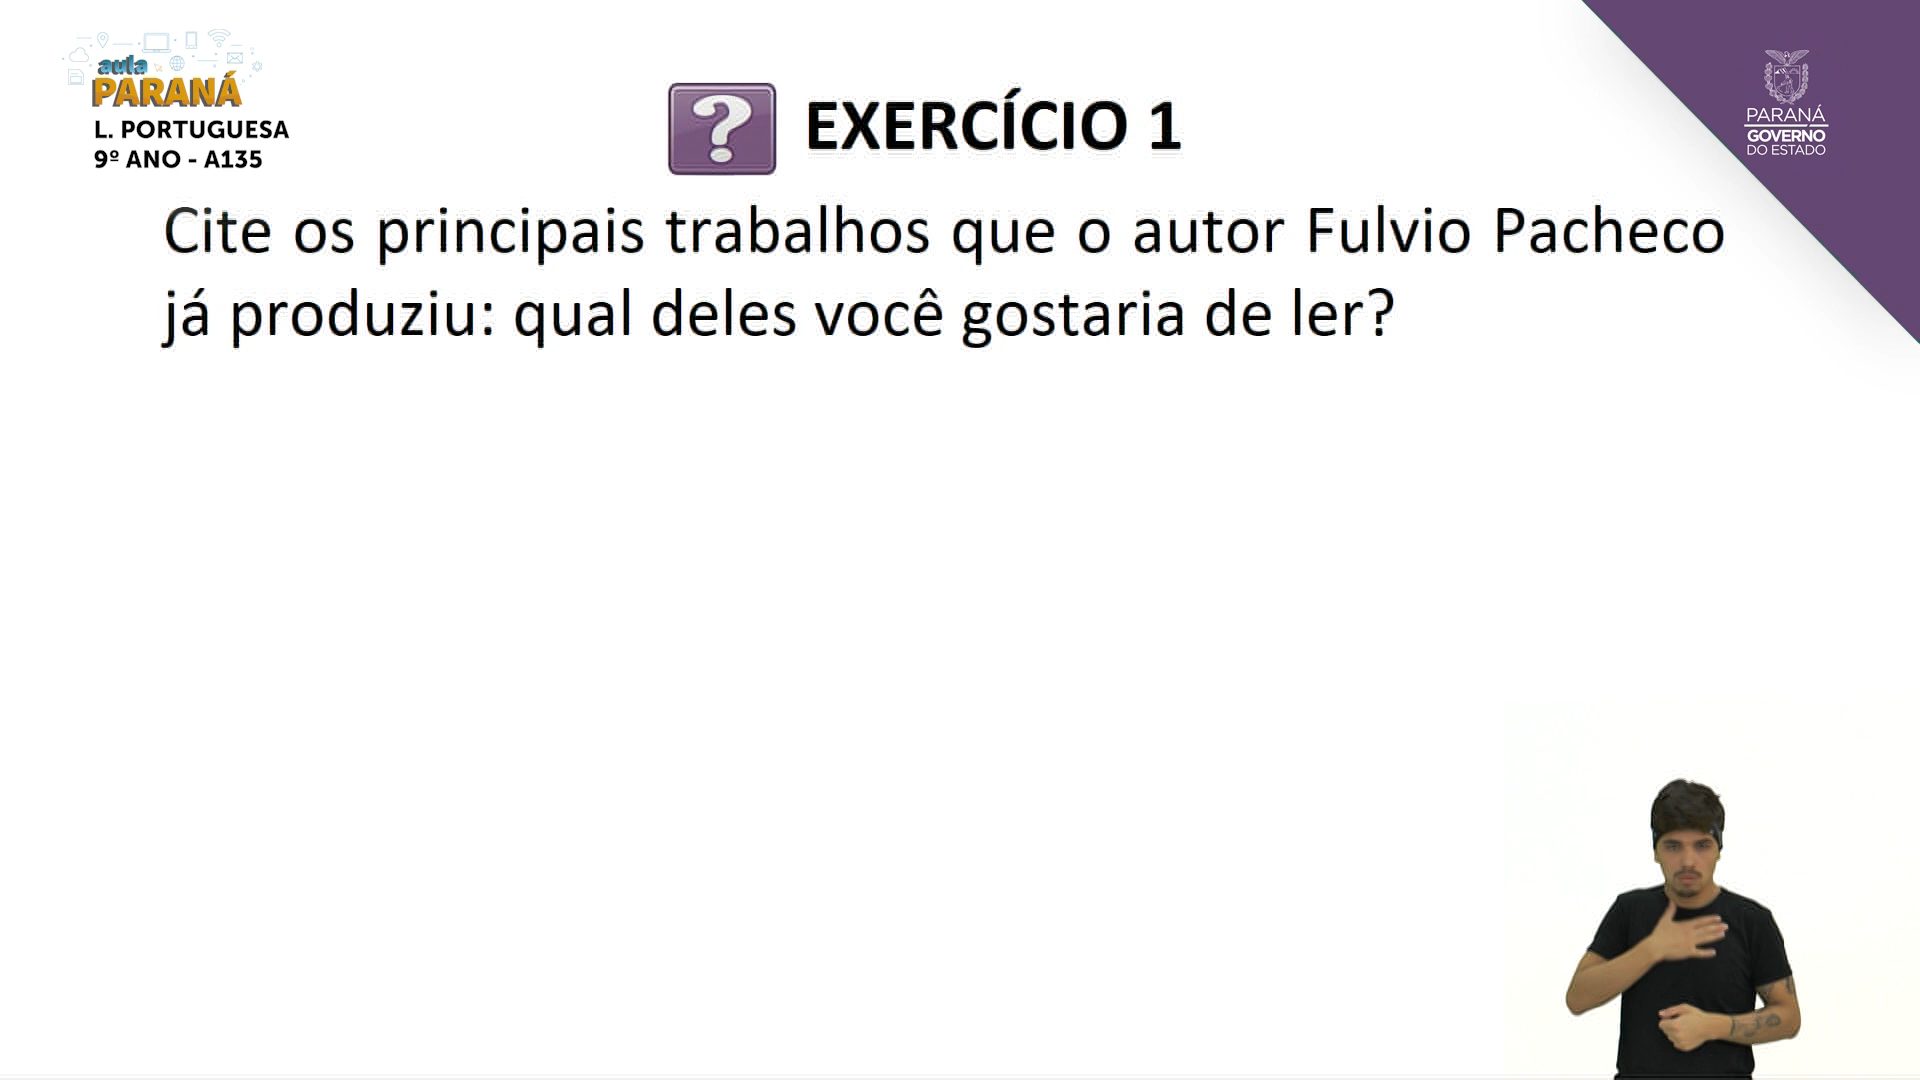 aula
PARANÁ
L. PORTUGUESA
9º ANO - A135
? EXERCÍCIO 1
PARANÁ
GOVERNO
DO ESTADO
Cite os principais trabalhos que o autor Fulvio Pacheco
já produziu: qual deles você gostaria de ler?